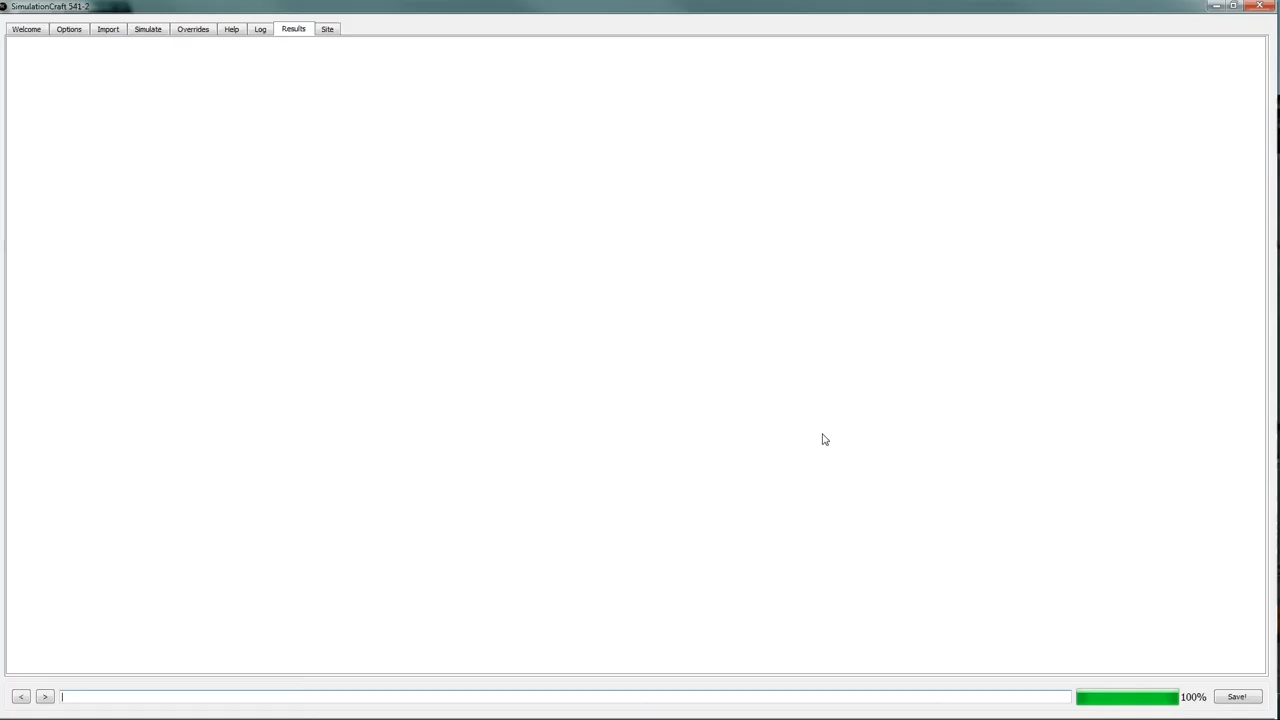 SimulationCraft 541-2
Welcome Options Import Simulate Overrides Help Log Results Site
< > 100% Save!